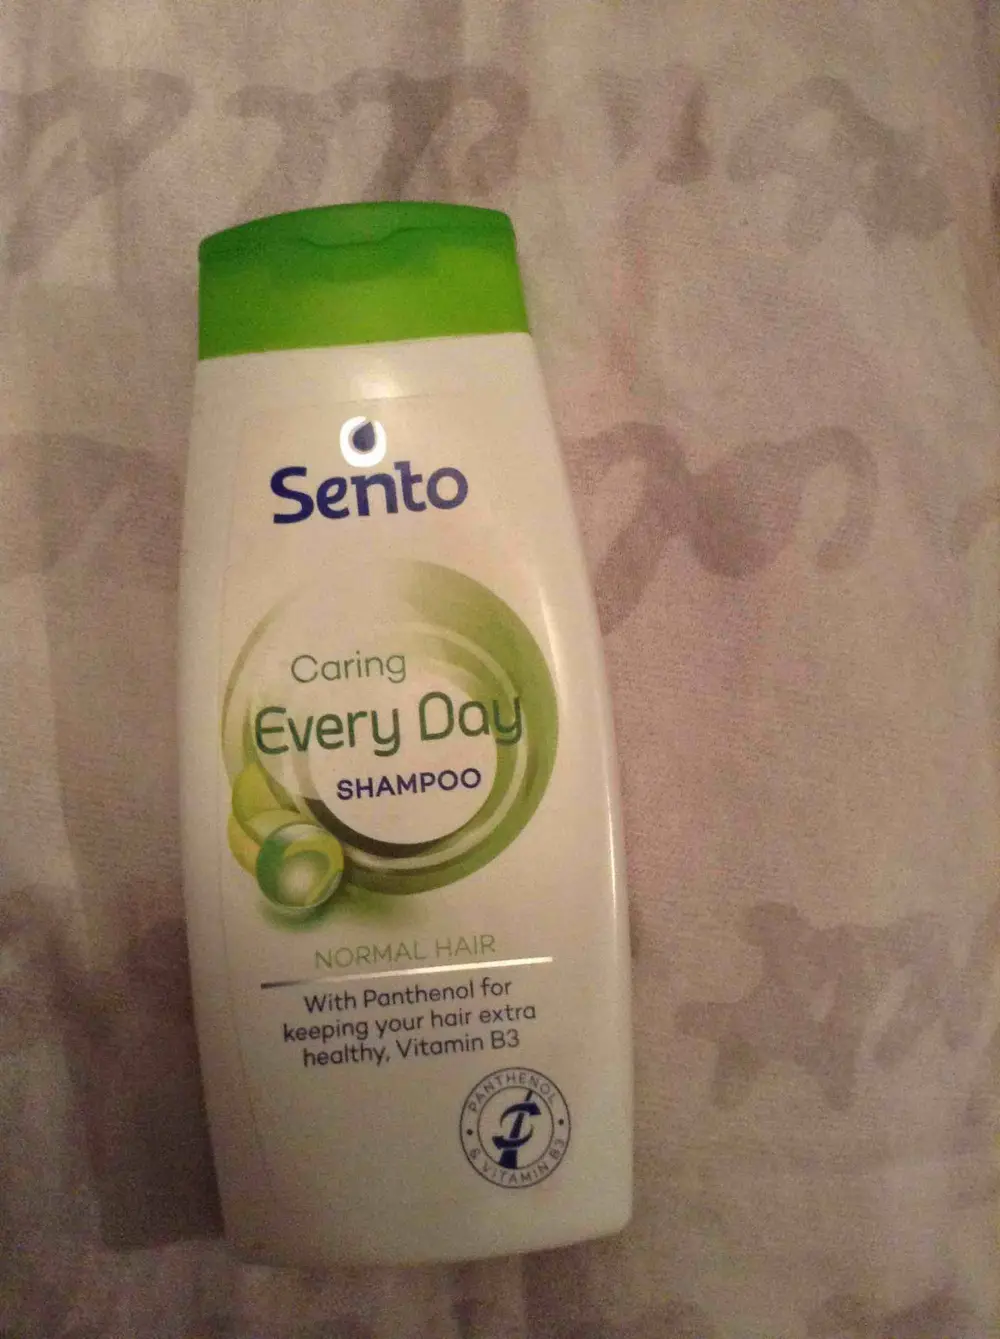 Sento
Caring
Every Day
SHAMPOO
NORMAL HAIR
With Panthenol for
keeping your hair extra
healthy, Vitamin B3
PANTHENOL
& VITAMIN B3